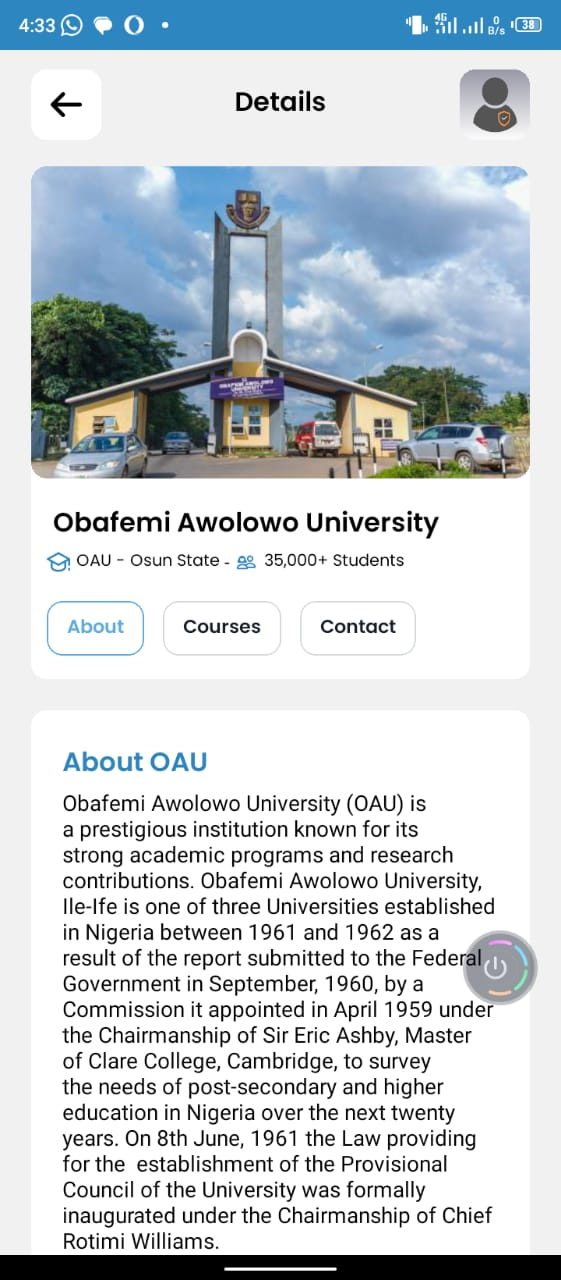 4:33
4G
0
B/s
38
Details
OBAFEMI AWOLOWO
UNIVERSITY
Obafemi Awolowo University
OAU - Osun State - 35,000+ Students
About Courses Contact
About OAU
Obafemi Awolowo University (OAU) is
a prestigious institution known for its
strong academic programs and research
contributions. Obafemi Awolowo University,
Ile-Ife is one of three Universities established
in Nigeria between 1961 and 1962 as a
result of the report submitted to the Federal
Government in September, 1960, by a
Commission it appointed in April 1959 under
the Chairmanship of Sir Eric Ashby, Master
of Clare College, Cambridge, to survey
the needs of post-secondary and higher
education in Nigeria over the next twenty
years. On 8th June, 1961 the Law providing
for the  establishment of the Provisional
Council of the University was formally
inaugurated under the Chairmanship of Chief
Rotimi Williams.